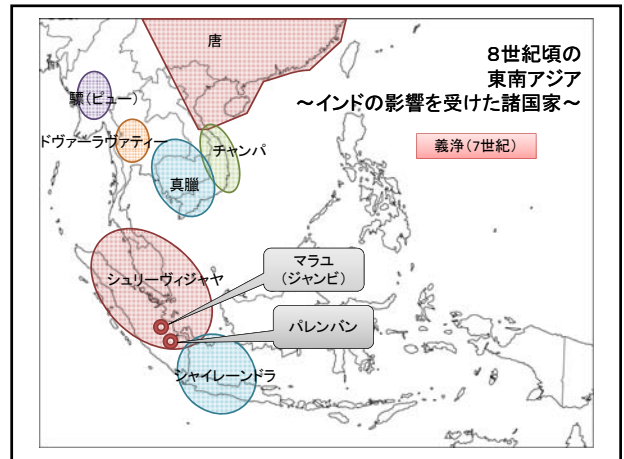 8世紀頃の
東南アジア
～インドの影響を受けた諸国家～
義浄(7世紀)
唐
驃(ピュー)
ドヴァーラヴァティー
チャンパ
真臘
シュリーヴィジャヤ
マラユ
(ジャンビ)
パレンバン
シャイレーンドラ